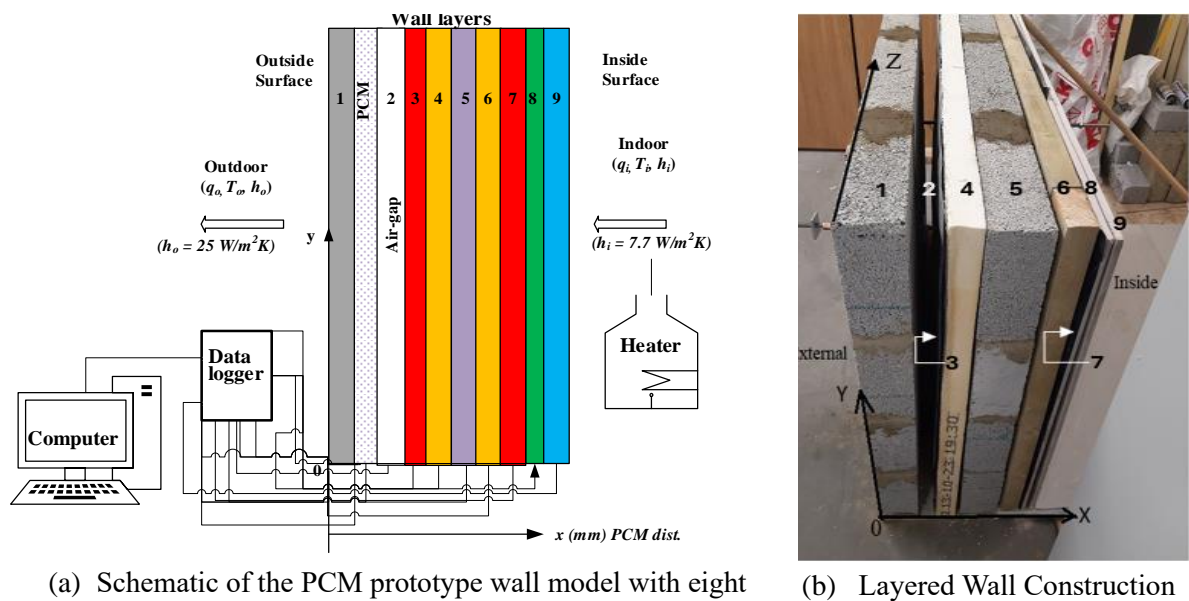 Wall layers
Outside
Surface
Inside
Surface
1
PCM
2
3
4
5
6
7
8
9
Outdoor
(qo, To, ho)
(ho = 25 W/m²K)
y
Air-gap
Indoor
(qi, Ti, hi)
(hi = 7.7 W/m²K)
Heater
Data
logger
Computer
0
x (mm) PCM dist.
(a) Schematic of the PCM prototype wall model with eight
Z
1
2
4
5
6
8
9
Inside
External
3
7
Y
0
X
(b) Layered Wall Construction